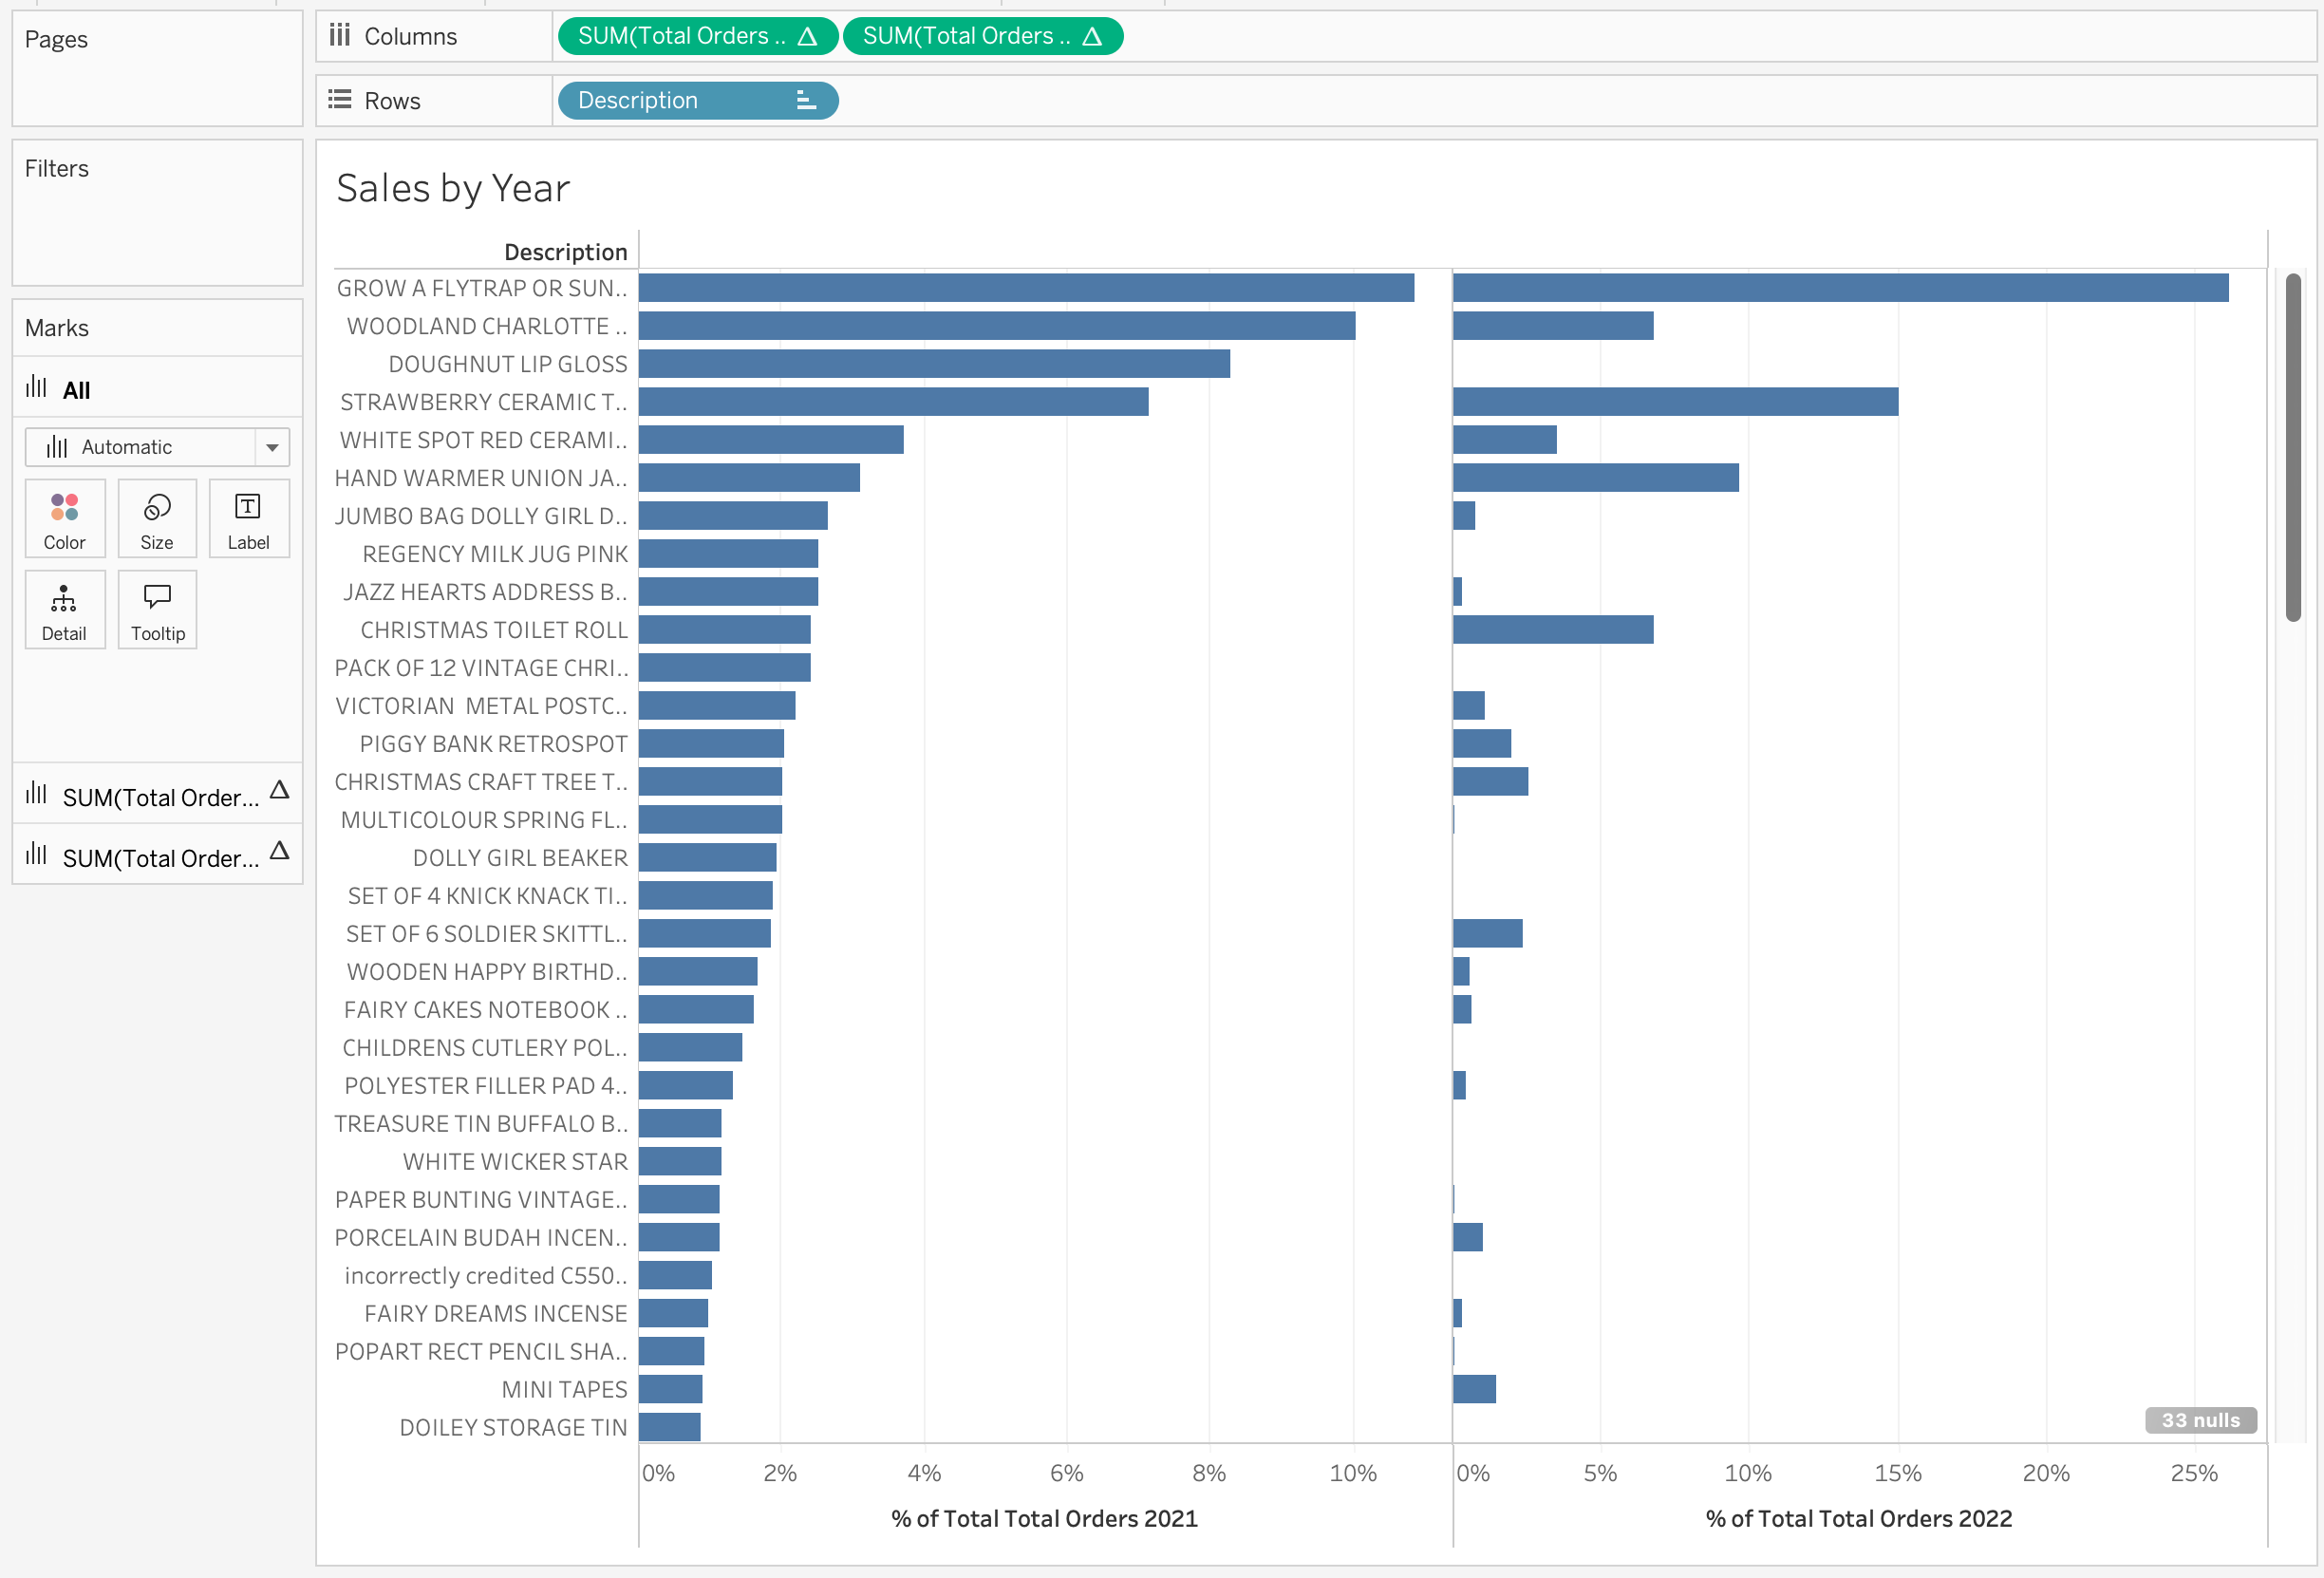 Pages
Columns
SUM(Total Orders ..
SUM(Total Orders ..
Rows
Description
Filters
Marks
All
Automatic
Color
Size
Label
Detail
Tooltip
SUM(Total Order...
SUM(Total Order...
Sales by Year
Description
GROW A FLYTRAP OR SUN..
WOODLAND CHARLOTTE ..
DOUGHNUT LIP GLOSS
STRAWBERRY CERAMIC T..
WHITE SPOT RED CERAMI..
HAND WARMER UNION JA..
JUMBO BAG DOLLY GIRL D..
REGENCY MILK JUG PINK
JAZZ HEARTS ADDRESS B..
CHRISTMAS TOILET ROLL
PACK OF 12 VINTAGE CHRI..
VICTORIAN  METAL POSTC..
PIGGY BANK RETROSPOT
CHRISTMAS CRAFT TREE T..
MULTICOLOUR SPRING FL..
DOLLY GIRL BEAKER
SET OF 4 KNICK KNACK TI..
SET OF 6 SOLDIER SKITTL..
WOODEN HAPPY BIRTHD..
FAIRY CAKES NOTEBOOK ..
CHILDRENS CUTLERY POL..
POLYESTER FILLER PAD 4..
TREASURE TIN BUFFALO B..
WHITE WICKER STAR
PAPER BUNTING VINTAGE..
PORCELAIN BUDAH INCEN..
incorrectly credited C550..
FAIRY DREAMS INCENSE
POPART RECT PENCIL SHA..
MINI TAPES
DOILEY STORAGE TIN
33 nulls
0% 2% 4% 6% 8% 10%
0% 5% 10% 15% 20% 25%
% of Total Total Orders 2021
% of Total Total Orders 2022